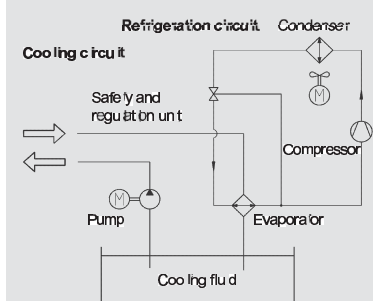 Refrigeration circuit
Condenser
Cooling circuit
M
Safety and
regulation unit
Compressor
M
Pump
Evaporator
Cooling fluid